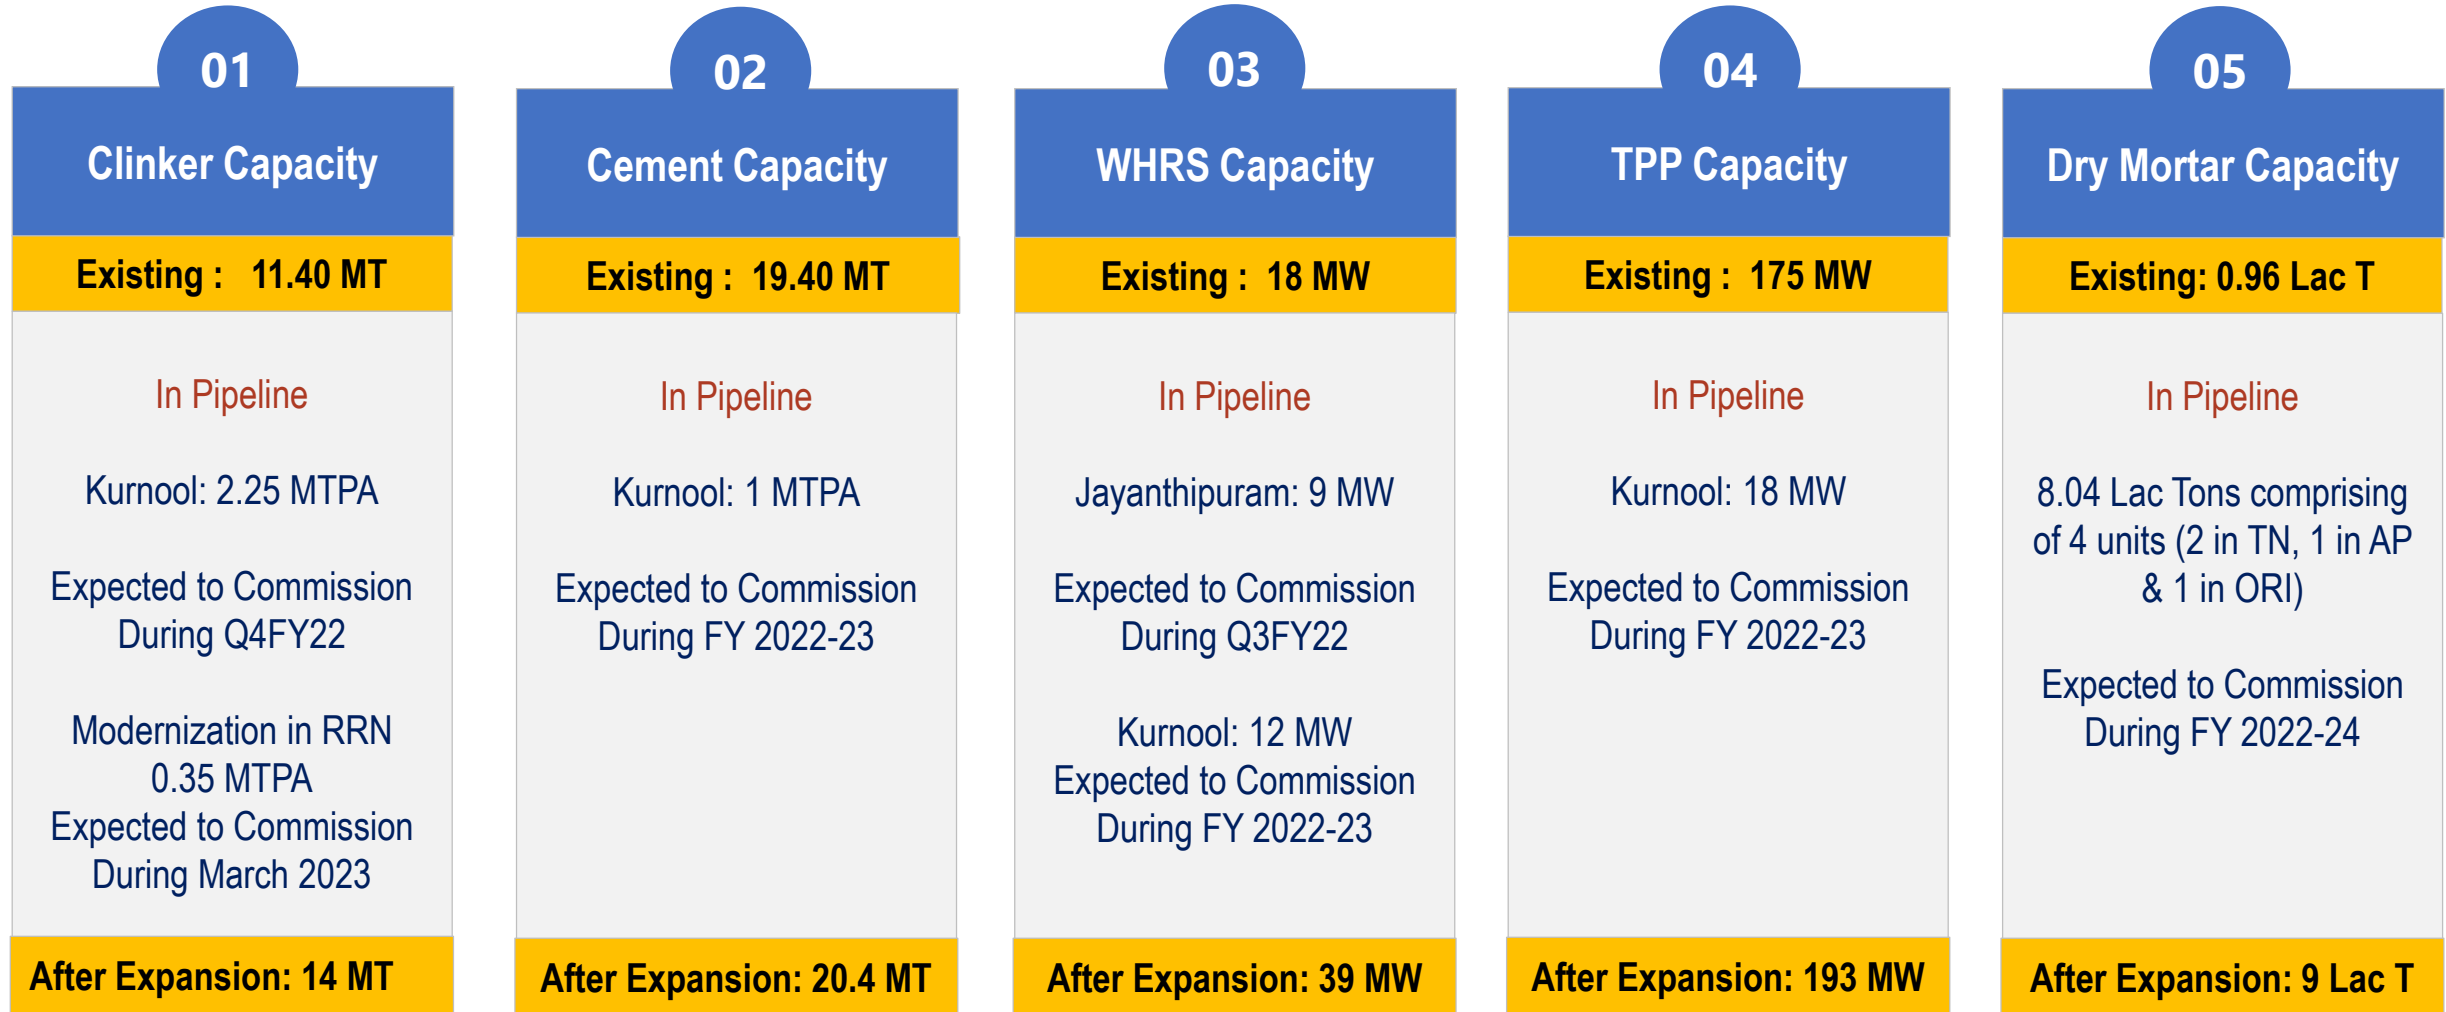 01
Clinker Capacity
Existing : 11.40 MT
In Pipeline
Kurnool: 2.25 MTPA
Expected to Commission
During Q4FY22
Modernization in RRN
0.35 MTPA
Expected to Commission
During March 2023
After Expansion: 14 MT
02
Cement Capacity
Existing : 19.40 MT
In Pipeline
Kurnool: 1 MTPA
Expected to Commission
During FY 2022-23
After Expansion: 20.4 MT
03
WHRS Capacity
Existing : 18 MW
In Pipeline
Jayanthipuram: 9 MW
Expected to Commission
During Q3FY22
Kurnool: 12 MW
Expected to Commission
During FY 2022-23
After Expansion: 39 MW
04
TPP Capacity
Existing : 175 MW
In Pipeline
Kurnool: 18 MW
Expected to Commission
During FY 2022-23
After Expansion: 193 MW
05
Dry Mortar Capacity
Existing: 0.96 Lac T
In Pipeline
8.04 Lac Tons comprising
of 4 units (2 in TN, 1 in AP
& 1 in ORI)
Expected to Commission
During FY 2022-24
After Expansion: 9 Lac T